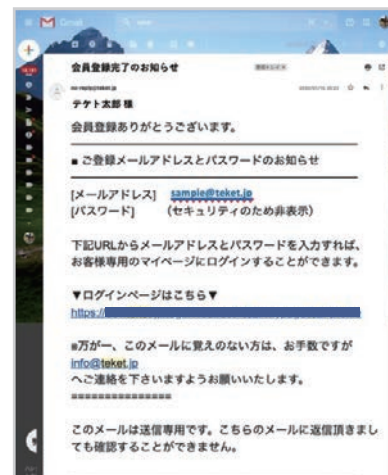 Gmail
会員登録完了のお知らせ
テケト太郎 様
会員登録ありがとうございます。
■ ご登録メールアドレスとパスワードのお知らせ
[メールアドレス] sample@teket.jp
[パスワード] (セキュリティのため非表示)
下記URLからメールアドレスとパスワードを入力すれば、
お客様専用のマイページにログインすることができます。
▼ログインページはこちら▼
https://
※万が一、このメールに覚えのない方は、お手数ですが
info@teket.jp
へご連絡を下さいますようお願いいたします。
===============
このメールは送信専用です。こちらのメールに返信頂きまし
ても確認することができません。